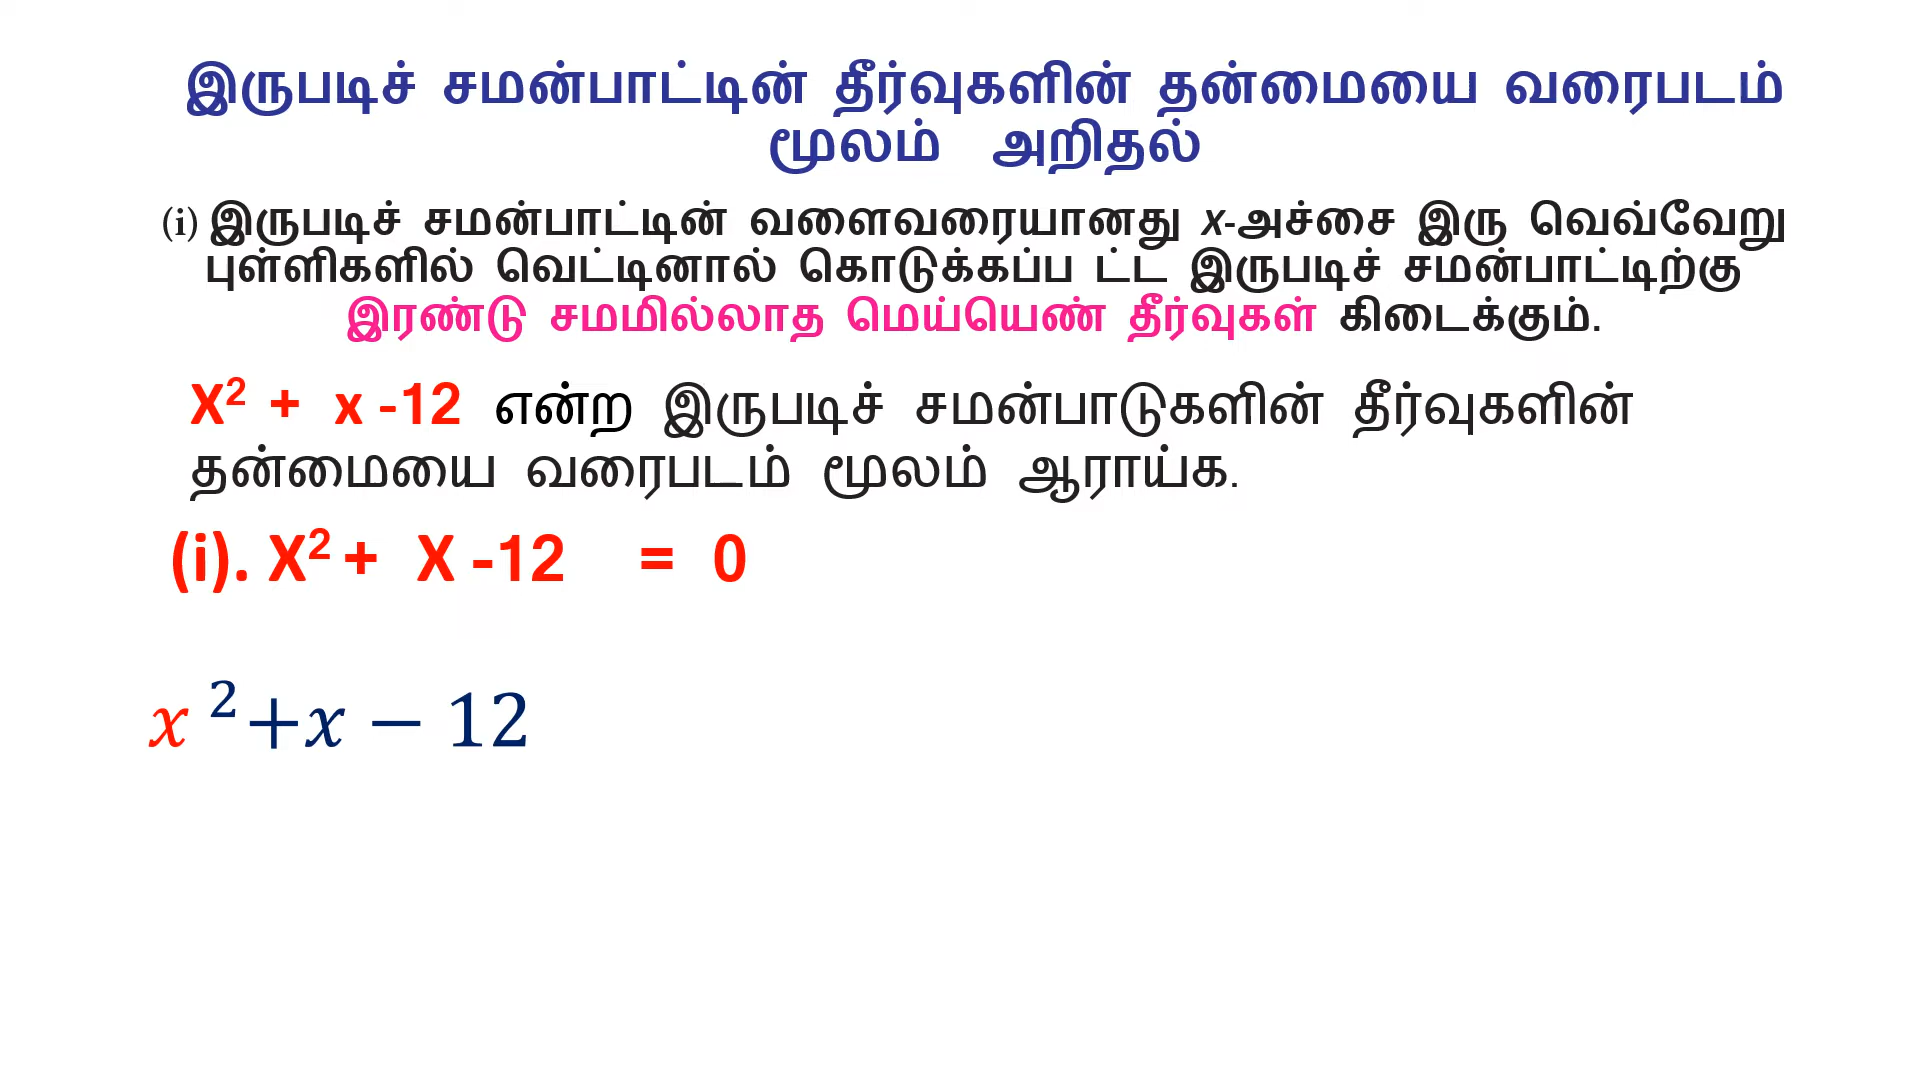 இருபடிச் சமன்பாட்டின் தீர்வுகளின் தன்மையை வரைபடம்
மூலம் அறிதல்
(i) இருபடிச் சமன்பாட்டின் வளைவரையானது x-அச்சை இரு வெவ்வேறு
புள்ளிகளில் வெட்டினால் கொடுக்கப்ப ட்ட இருபடிச் சமன்பாட்டிற்கு
இரண்டு சமமில்லாத மெய்யெண் தீர்வுகள் கிடைக்கும்.
X² + x -12 என்ற இருபடிச் சமன்பாடுகளின் தீர்வுகளின்
தன்மையை வரைபடம் மூலம் ஆராய்க.
(i). X² + X -12 = 0
x ²+x − 12